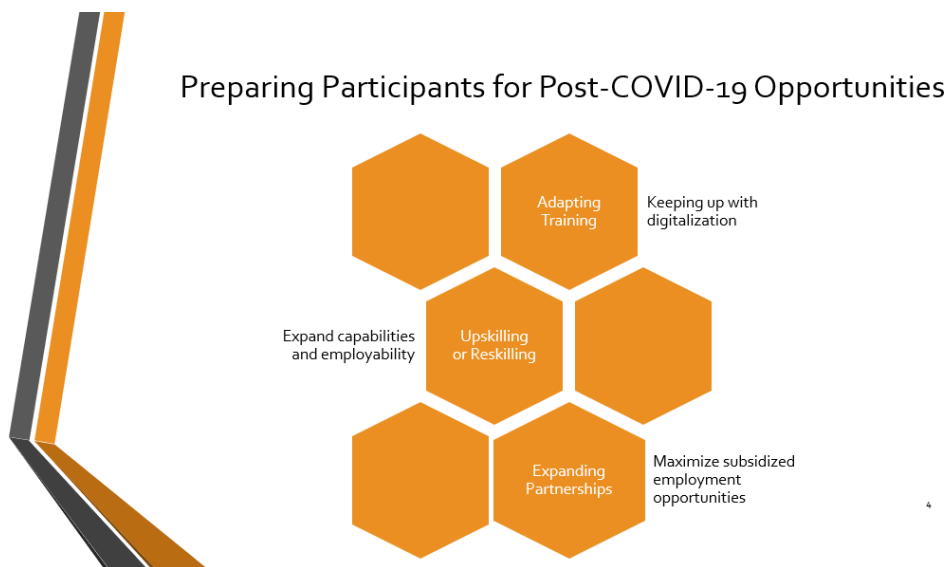 Preparing Participants for Post-COVID-19 Opportunities
Adapting
Training
Keeping up with
digitalization
Expand capabilities
and employability
Upskilling
or Reskilling
Expanding
Partnerships
Maximize subsidized
employment
opportunities
4